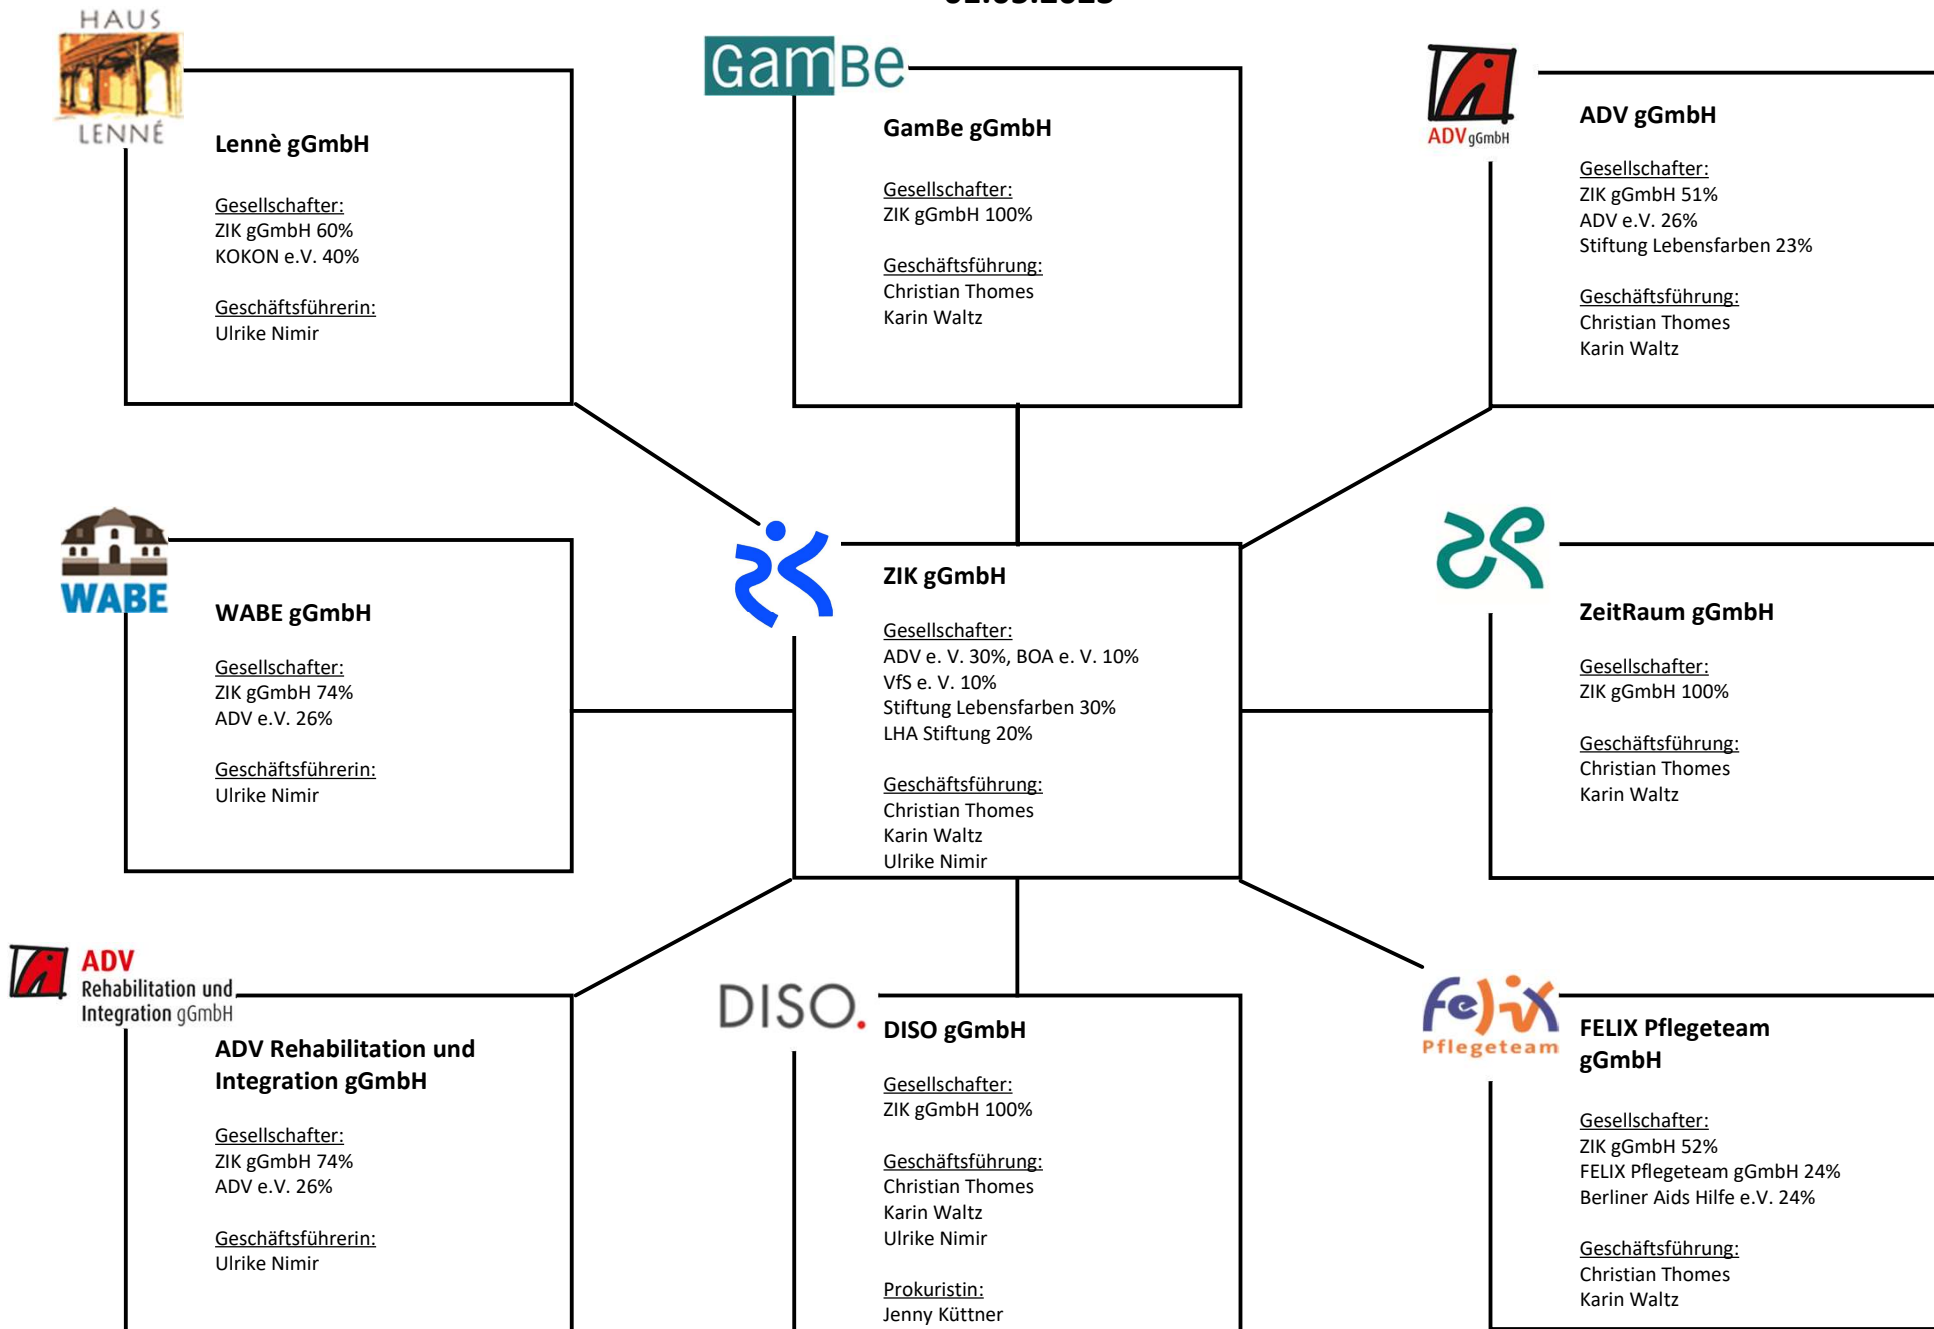 HAUS
LENNÉ
Lennè gGmbH
Gesellschafter:
ZIK gGmbH 60%
KOKON e.V. 40%
Geschäftsführerin:
Ulrike Nimir
GamBe
GamBe gGmbH
Gesellschafter:
ZIK gGmbH 100%
Geschäftsführung:
Christian Thomes
Karin Waltz
ADV gGmbH
ADV gGmbH
Gesellschafter:
ZIK gGmbH 51%
ADV e.V. 26%
Stiftung Lebensfarben 23%
Geschäftsführung:
Christian Thomes
Karin Waltz
WABE
WABE gGmbH
Gesellschafter:
ZIK gGmbH 74%
ADV e.V. 26%
Geschäftsführerin:
Ulrike Nimir
ZIK gGmbH
Gesellschafter:
ADV e. V. 30%, BOA e. V. 10%
VfS e. V. 10%
Stiftung Lebensfarben 30%
LHA Stiftung 20%
Geschäftsführung:
Christian Thomes
Karin Waltz
Ulrike Nimir
ZeitRaum gGmbH
Gesellschafter:
ZIK gGmbH 100%
Geschäftsführung:
Christian Thomes
Karin Waltz
ADV
Rehabilitation und
Integration gGmbH
ADV Rehabilitation und
Integration gGmbH
Gesellschafter:
ZIK gGmbH 74%
ADV e.V. 26%
Geschäftsführerin:
Ulrike Nimir
DISO.
DISO gGmbH
Gesellschafter:
ZIK gGmbH 100%
Geschäftsführung:
Christian Thomes
Karin Waltz
Ulrike Nimir
Prokuristin:
Jenny Küttner
Felix
Pflegeteam
FELIX Pflegeteam
gGmbH
Gesellschafter:
ZIK gGmbH 52%
FELIX Pflegeteam gGmbH 24%
Berliner Aids Hilfe e.V. 24%
Geschäftsführung:
Christian Thomes
Karin Waltz